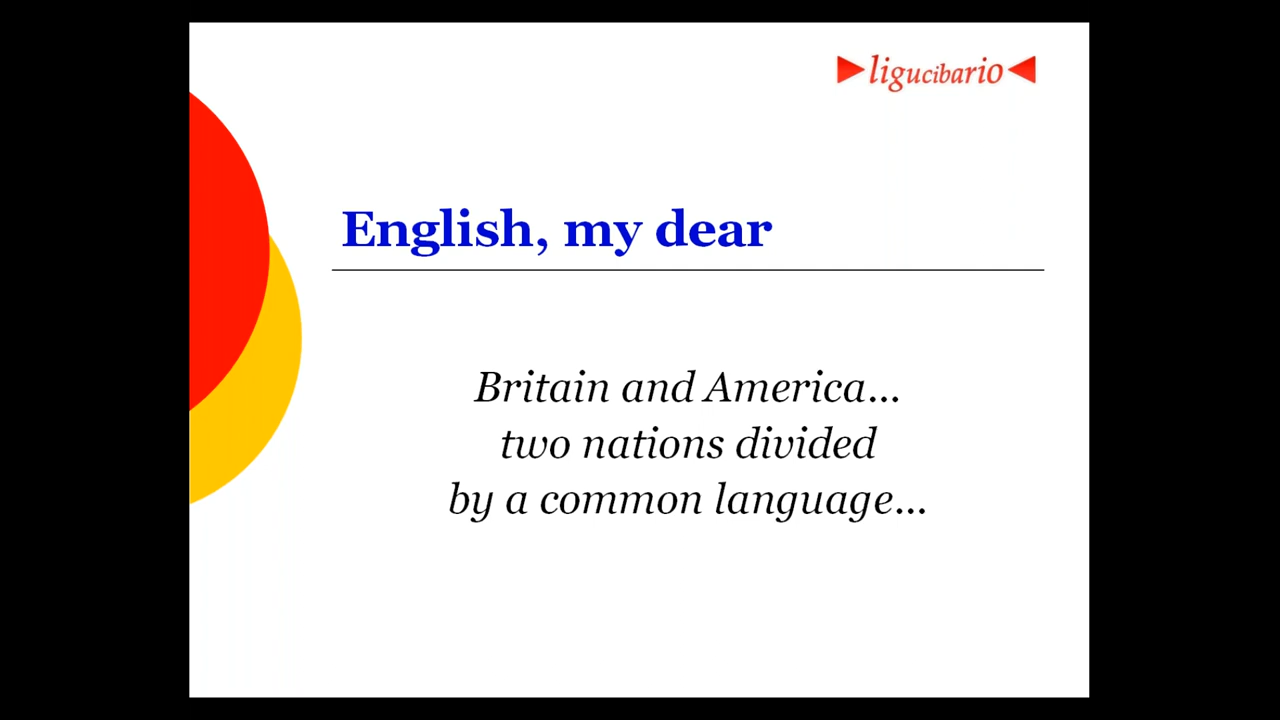 ligucibario
English, my dear
Britain and America...
two nations divided
by a common language...